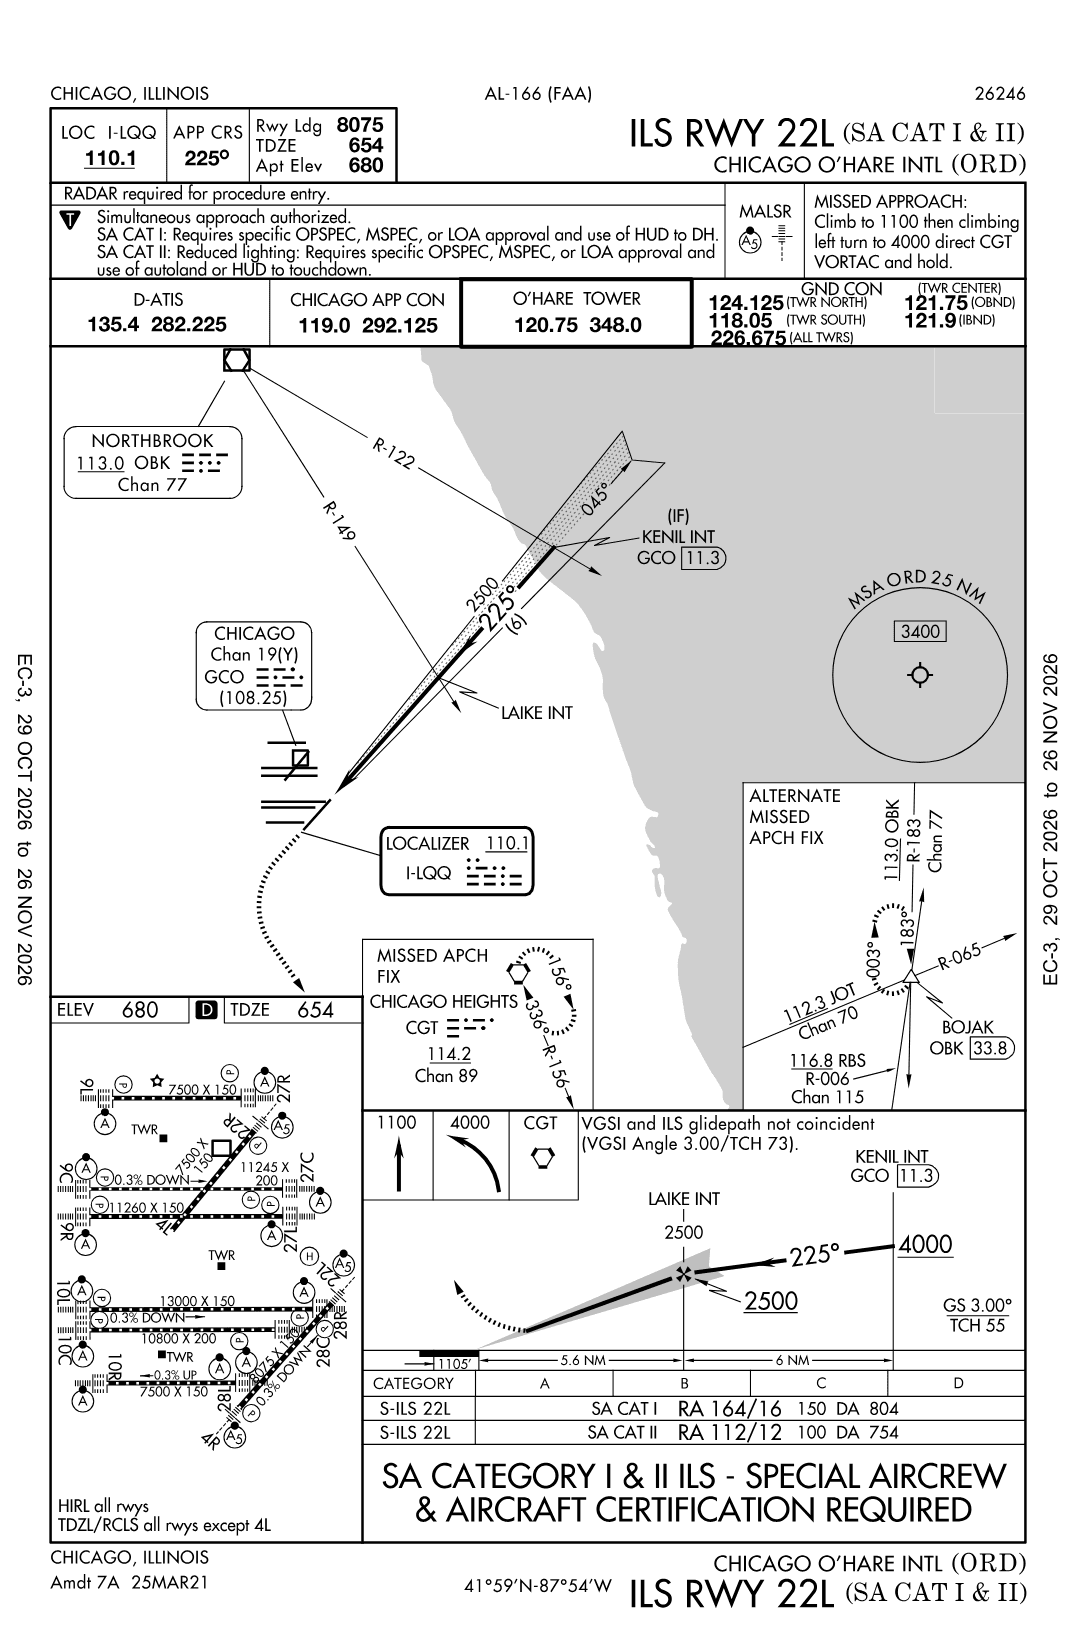 CHICAGO, ILLINOIS
AL-166 (FAA)
26246
LOC I-LQQ
110.1
APP CRS
225°
Rwy Ldg 8075
TDZE 654
Apt Elev 680
ILS RWY 22L (SA CAT I & II)
CHICAGO O'HARE INTL (ORD)
RADAR required for procedure entry.
T
Simultaneous approach authorized.
SA CAT I: Requires specific OPSPEC, MSPEC, or LOA approval and use of HUD to DH.
SA CAT II: Reduced lighting: Requires specific OPSPEC, MSPEC, or LOA approval and
use of autoland or HUD to touchdown.
MALSR
A5
MISSED APPROACH:
Climb to 1100 then climbing
left turn to 4000 direct CGT
VORTAC and hold.
D-ATIS
135.4 282.225
CHICAGO APP CON
119.0 292.125
O'HARE TOWER
120.75 348.0
GND CON
124.125 (TWR NORTH)
118.05 (TWR SOUTH)
226.675 (ALL TWRS)
(TWR CENTER)
121.75 (OBND)
121.9 (IBND)
NORTHBROOK
113.0 OBK
Chan 77
R-122
R-149
045°
(IF)
KENIL INT
GCO 11.3
2500
225°
(6)
MSA ORD 25 NM
3400
CHICAGO
Chan 19(Y)
GCO
(108.25)
LAIKE INT
LOCALIZER 110.1
I-LQQ
ALTERNATE
MISSED
APCH FIX
113.0 OBK
R-183
Chan 77
003°
183°
R-065
112.3 JOT
Chan 70
BOJAK
OBK 33.8
116.8 RBS
R-006
Chan 115
MISSED APCH
FIX
CHICAGO HEIGHTS
CGT
114.2
Chan 89
156°
336°
R-156
EC-3, 29 OCT 2026 to 26 NOV 2026
EC-3, 29 OCT 2026 to 26 NOV 2026
ELEV 680
D
TDZE 654
9L
P
7500 X 150
P
A
27R
A
TWR
22R
A5
P
7500 X
150
9C
A
P
0.3% DOWN
11245 X
200
27C
A
P
11260 X 150
P
P
9R
A
4L
A
27L
TWR
H
22L
A5
10L
A
P
13000 X 150
A
28R
P
0.3% DOWN
10800 X 200
P
P
28C
10C
A
TWR
P
A
A
8075 X 150
0.3% DOWN
10R
0.3% UP
7500 X 150
A
28L
P
4R
A5
HIRL all rwys
TDZL/RCLS all rwys except 4L
1100
4000
CGT
VGSI and ILS glidepath not coincident
(VGSI Angle 3.00/TCH 73).
KENIL INT
GCO 11.3
LAIKE INT
2500
225°
4000
2500
GS 3.00°
TCH 55
1105'
5.6 NM
6 NM
CATEGORY A B C D
S-ILS 22L SA CAT I RA 164/16 150 DA 804
S-ILS 22L SA CAT II RA 112/12 100 DA 754
SA CATEGORY I & II ILS - SPECIAL AIRCREW
& AIRCRAFT CERTIFICATION REQUIRED
CHICAGO, ILLINOIS
Amdt 7A 25MAR21
41°59'N-87°54'W
CHICAGO O'HARE INTL (ORD)
ILS RWY 22L (SA CAT I & II)